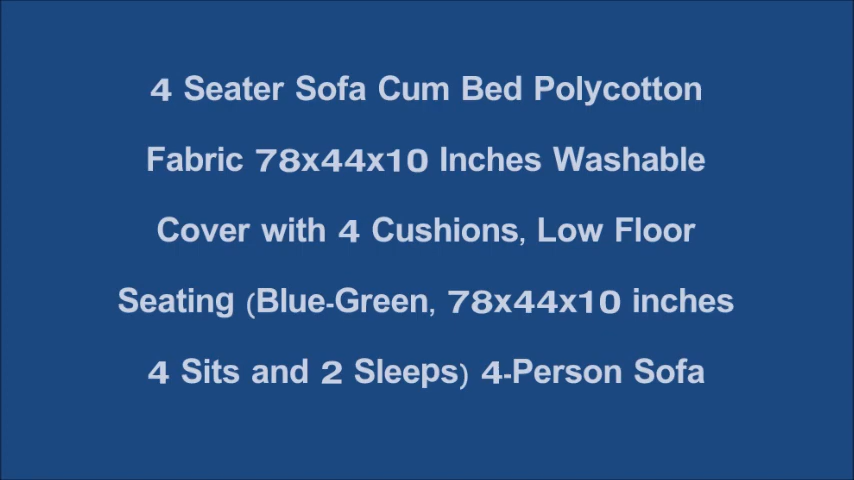 4 Seater Sofa Cum Bed Polycotton
Fabric 78x44x10 Inches Washable
Cover with 4 Cushions, Low Floor
Seating (Blue-Green, 78x44x10 inches
4 Sits and 2 Sleeps) 4-Person Sofa